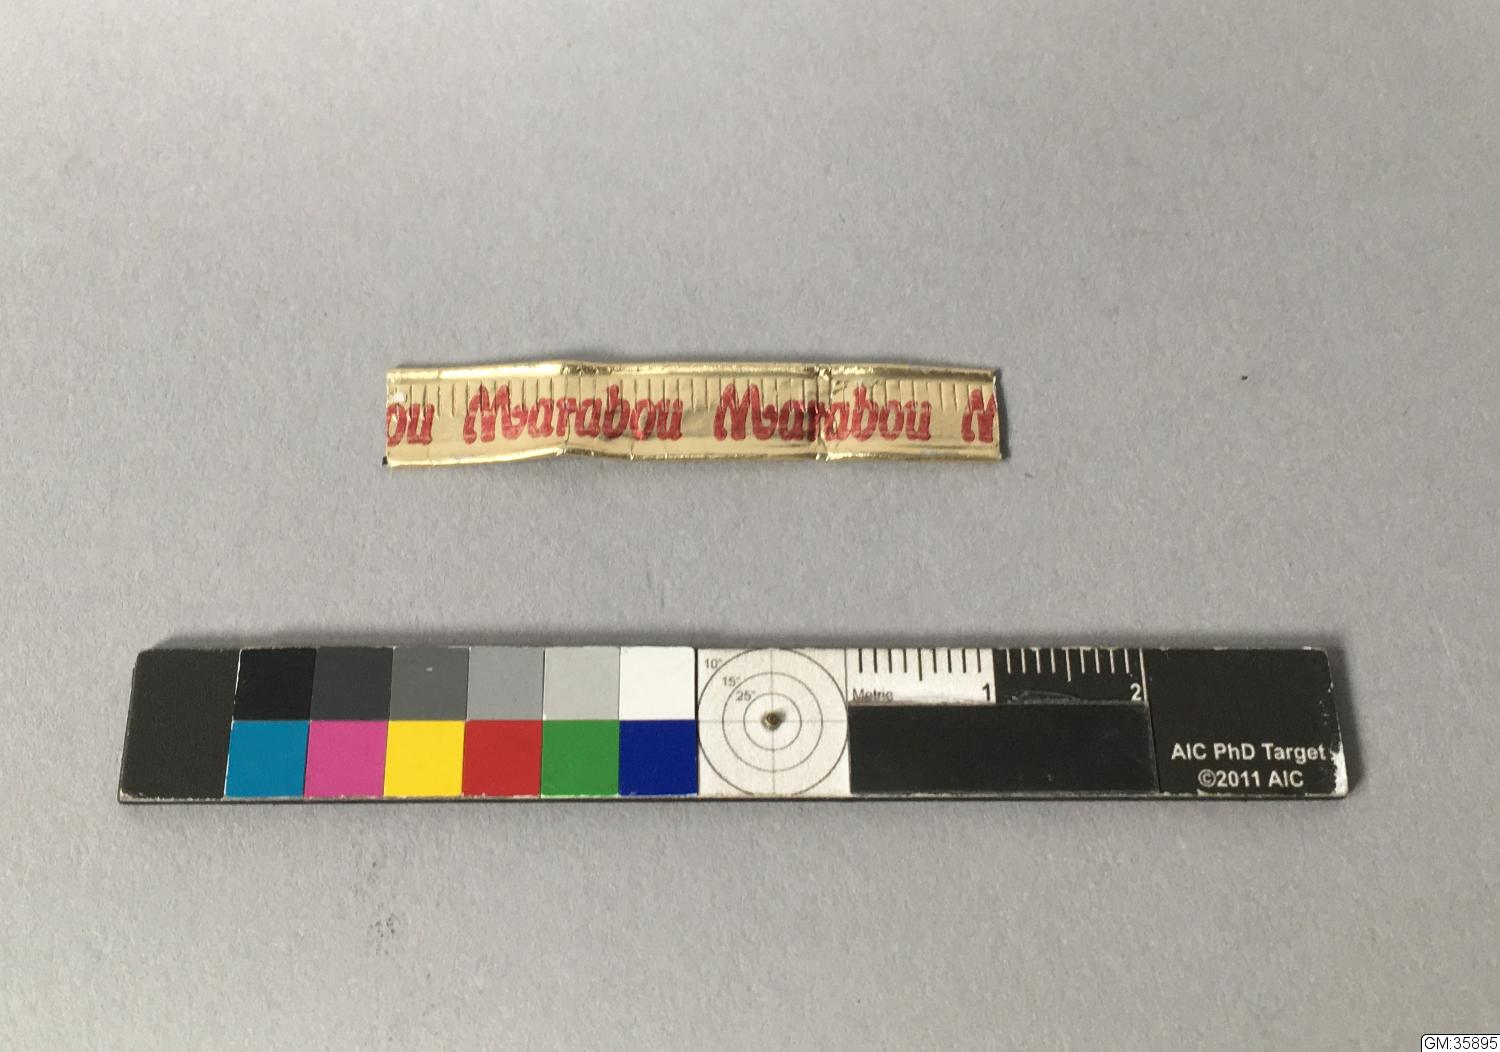 ou Marabou Marabou M
10° 15° 25°
Metric 1 2
AIC PhD Target
©2011 AIC
GM:35895